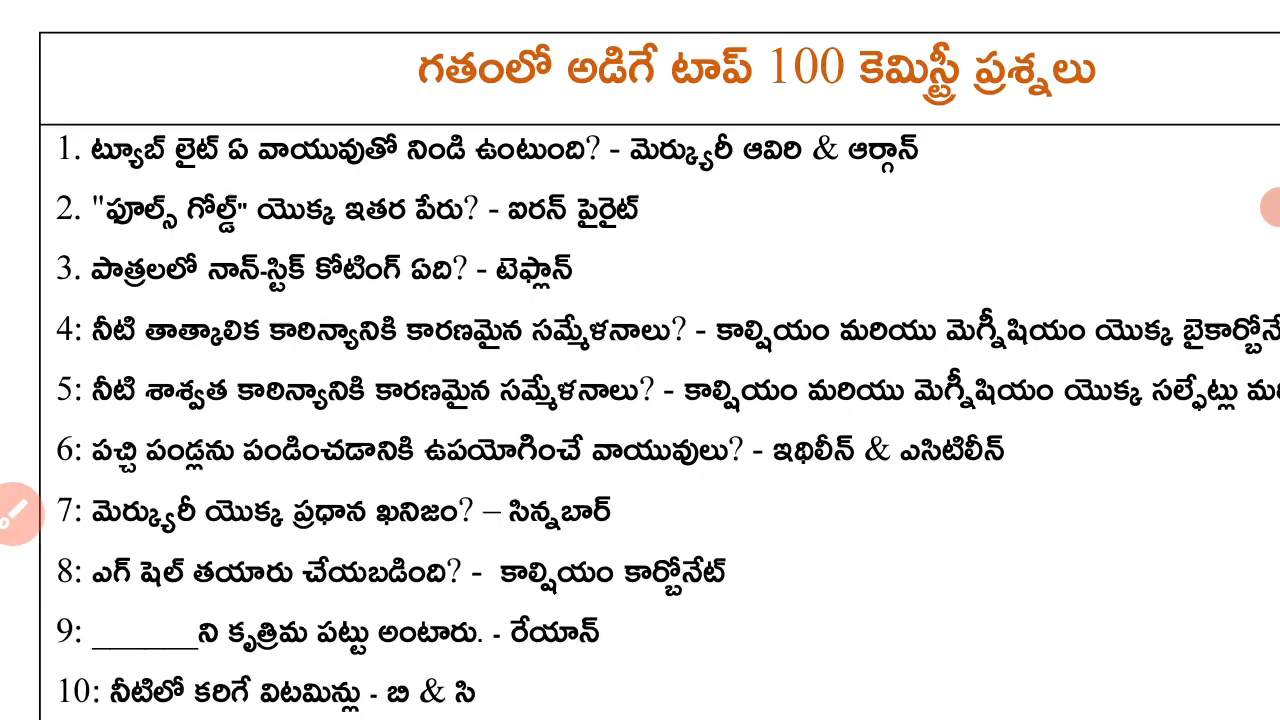 గతంలో అడిగే టాప్ 100 కెమిస్ట్రీ ప్రశ్నలు
1. ట్యూబ్ లైట్ ఏ వాయువుతో నిండి ఉంటుంది? - మెర్క్యురీ ఆవిరి & ఆర్గాన్
2. "ఫూల్స్ గోల్డ్" యొక్క ఇతర పేరు? - ఐరన్ పైరైట్
3. పాత్రలలో నాన్-స్టిక్ కోటింగ్ ఏది? - టెఫ్లాన్
4: నీటి తాత్కాలిక కాఠిన్యానికి కారణమైన సమ్మేళనాలు? - కాల్షియం మరియు మెగ్నీషియం యొక్క
5: నీటి శాశ్వత కాఠిన్యానికి కారణమైన సమ్మేళనాలు? - కాల్షియం మరియు మెగ్నీషియం యొక్క సల్ఫేట్లు
6: పచ్చి పండ్లను పండించడానికి ఉపయోగించే వాయువులు? - ఇథిలీన్ & ఎసిటిలీన్
7: మెర్క్యురీ యొక్క ప్రధాన ఖనిజం? – సిన్నబార్
8: ఎగ్ షెల్ తయారు చేయబడింది? - కాల్షియం కార్బోనేట్
9: ______ని కృత్రిమ పట్టు అంటారు. - రేయాన్
10: నీటిలో కరిగే విటమిన్లు - బి & సి